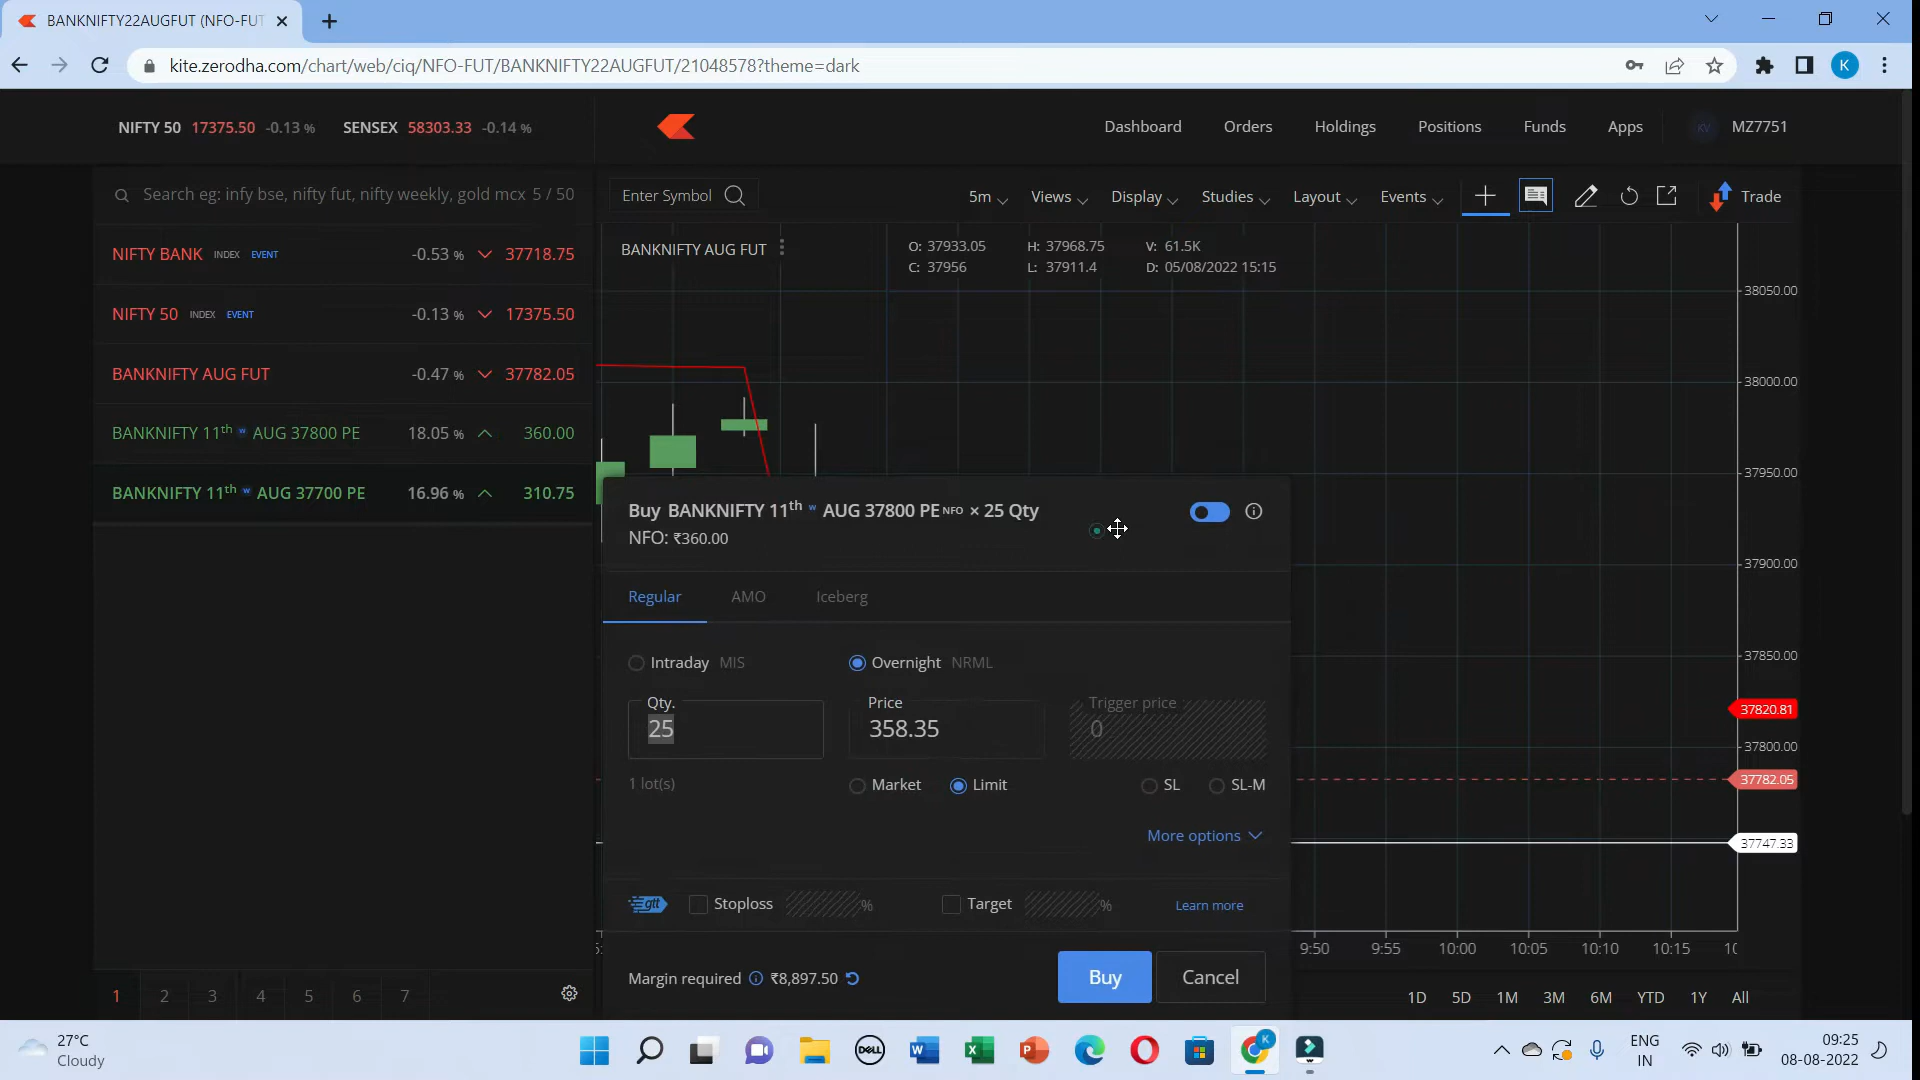 BANKNIFTY22AUGFUT (NFO-FUT
kite.zerodha.com/chart/web/ciq/NFO-FUT/BANKNIFTY22AUGFUT/21048578?theme=dark
K
NIFTY 50 17375.50 -0.13 % SENSEX 58303.33 -0.14 %
Dashboard Orders Holdings Positions Funds Apps KV MZ7751
Search eg: infy bse, nifty fut, nifty weekly, gold mcx 5 / 50
Enter Symbol 5m Views Display Studies Layout Events Trade
NIFTY BANK INDEX EVENT -0.53 % 37718.75
NIFTY 50 INDEX EVENT -0.13 % 17375.50
BANKNIFTY AUG FUT -0.47 % 37782.05
BANKNIFTY 11th w AUG 37800 PE 18.05 % 360.00
BANKNIFTY 11th w AUG 37700 PE 16.96 % 310.75
BANKNIFTY AUG FUT
O: 37933.05 H: 37968.75 V: 61.5K
C: 37956 L: 37911.4 D: 05/08/2022 15:15
38050.00
38000.00
37950.00
37900.00
37850.00
37820.81
37800.00
37782.05
37747.33
Buy BANKNIFTY 11th w AUG 37800 PE NFO × 25 Qty
NFO: ₹360.00
Regular AMO Iceberg
Intraday MIS Overnight NRML
Qty. Price Trigger price
25 358.35 0
1 lot(s) Market Limit SL SL-M
More options
gtt Stoploss % Target % Learn more
Margin required ₹8,897.50 Buy Cancel
9:50 9:55 10:00 10:05 10:10 10:15
1D 5D 1M 3M 6M YTD 1Y All
1 2 3 4 5 6 7
27°C
Cloudy
DELL
W
X
P
K
ENG
IN
09:25
08-08-2022